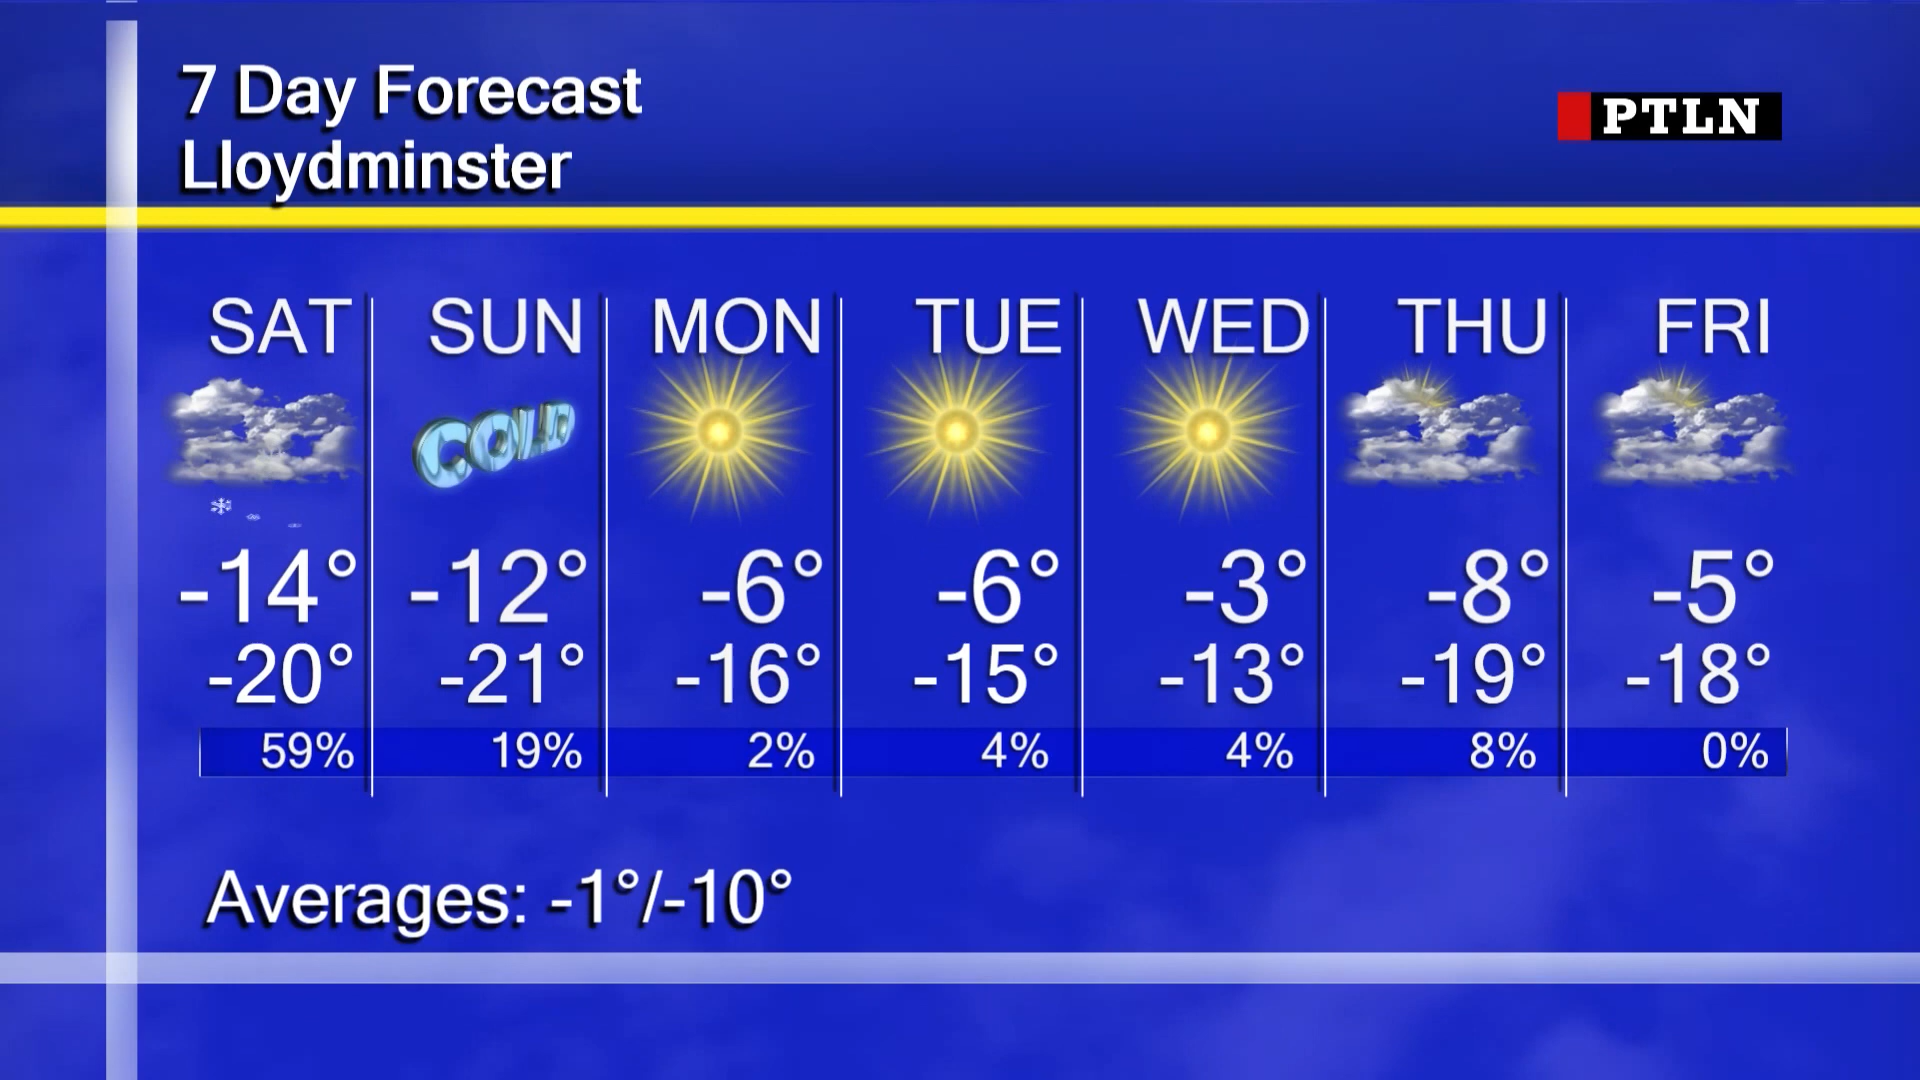 7 Day Forecast
Lloydminster
PTLN
SAT SUN MON TUE WED THU FRI
COLD
-14° -12° -6° -6° -3° -8° -5°
-20° -21° -16° -15° -13° -19° -18°
59% 19% 2% 4% 4% 8% 0%
Averages: -1°/-10°